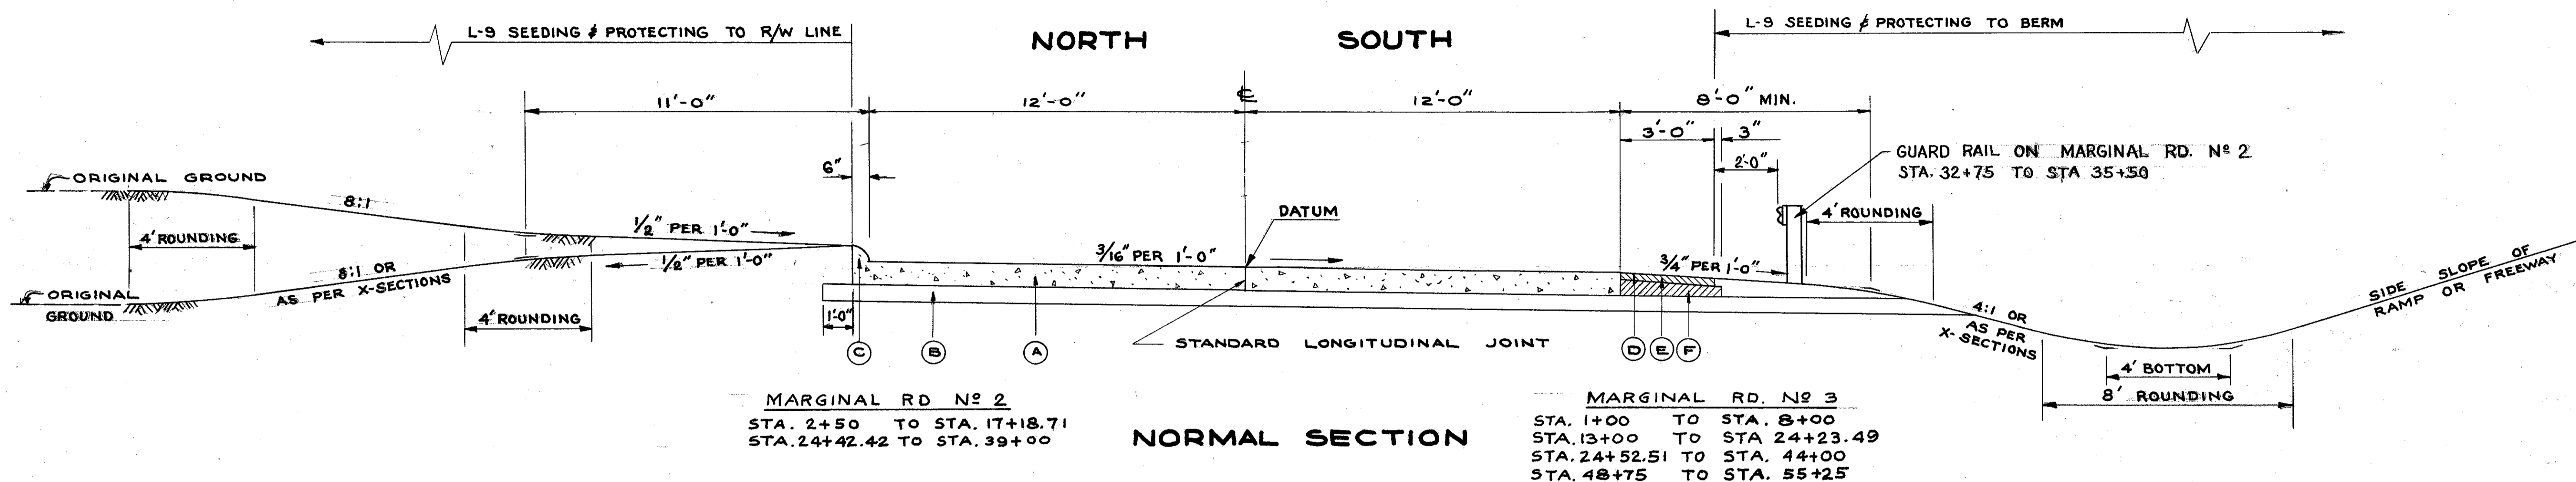 L-9 SEEDING & PROTECTING TO R/W LINE
NORTH
SOUTH
L-9 SEEDING & PROTECTING TO BERM
11'-0"
12'-0"
℄
12'-0"
8'-0" MIN.
3'-0"
3"
2'-0"
6"
GUARD RAIL ON MARGINAL RD. Nº 2
STA. 32+75 TO STA 35+50
ORIGINAL GROUND
8:1
4' ROUNDING
1/2" PER 1'-0"
1/2" PER 1'-0"
DATUM
4' ROUNDING
3/16" PER 1'-0"
3/4" PER 1'-0"
8:1 OR
AS PER X-SECTIONS
ORIGINAL
GROUND
4' ROUNDING
1'-0"
C
B
A
STANDARD LONGITUDINAL JOINT
D
E
F
4:1 OR
AS PER
X-SECTIONS
SIDE SLOPE OF
RAMP OR FREEWAY
4' BOTTOM
8' ROUNDING
MARGINAL RD Nº 2
STA. 2+50 TO STA. 17+18.71
STA. 24+42.42 TO STA. 39+00
NORMAL SECTION
MARGINAL RD. Nº 3
STA. 1+00 TO STA. 8+00
STA. 13+00 TO STA 24+23.49
STA. 24+52.51 TO STA. 44+00
STA. 48+75 TO STA. 55+25